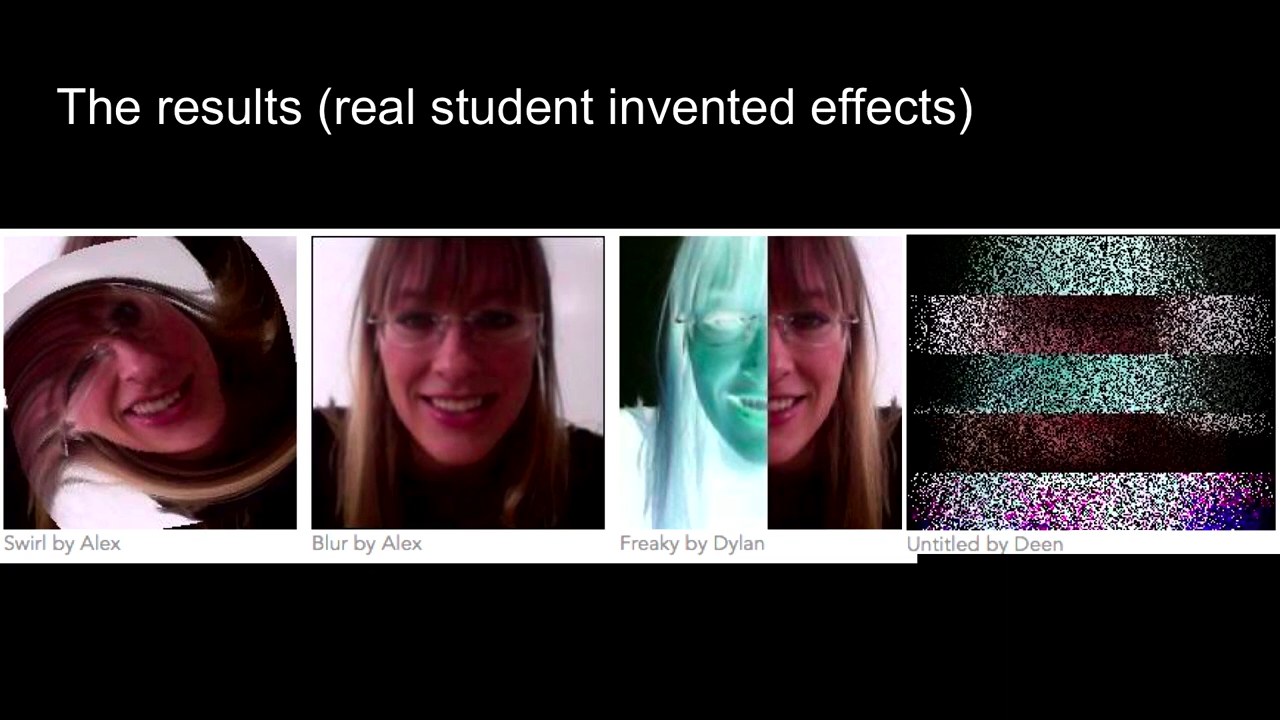 The results (real student invented effects)
Swirl by Alex
Blur by Alex
Freaky by Dylan
Untitled by Deen